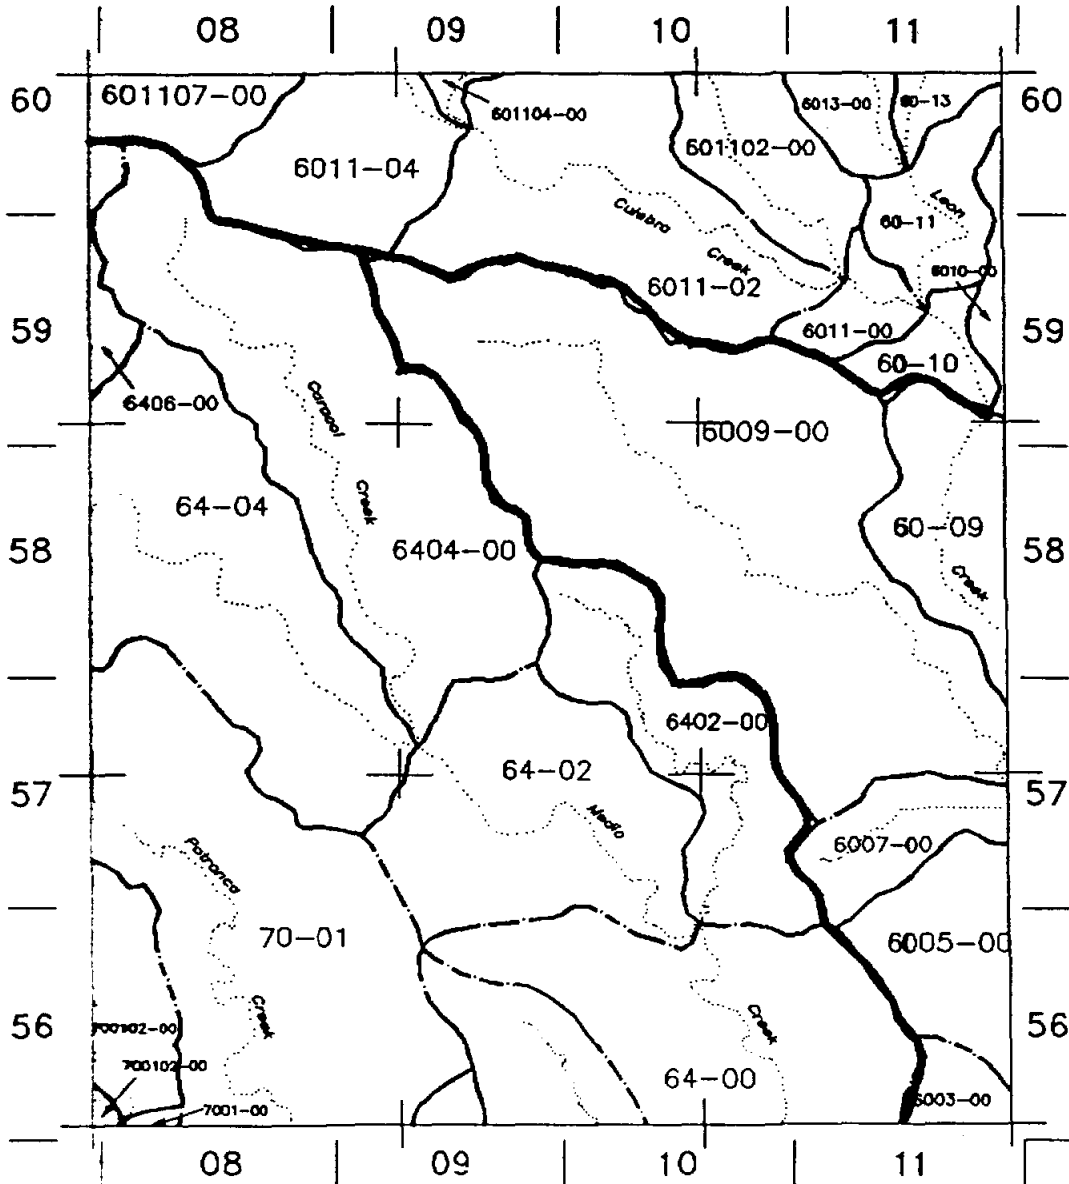 08 09 10 11
60 601107-00 601104-00 6013-00 60-13 60
6011-04 601102-00
Culebra Creek Leon
60-11
6011-02 6010-00
59 6011-00 59
60-10
6406-00 Caracol 6009-00
64-04 Creek 60-09
58 6404-00 58
Creek
6402-00
64-02
57 57
Medio
Potranco 6007-00
70-01 6005-00
56 700102-00 Creek Creek 56
700102-00 64-00
7001-00 6003-00
08 09 10 11